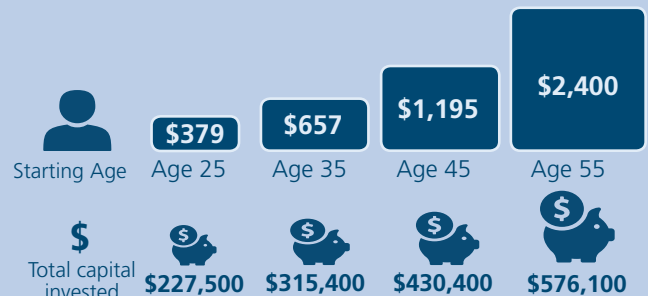 $379
$657
$1,195
$2,400
Starting Age
Age 25
Age 35
Age 45
Age 55
$
$
$
$
$
Total capital
invested
$227,500
$315,400
$430,400
$576,100